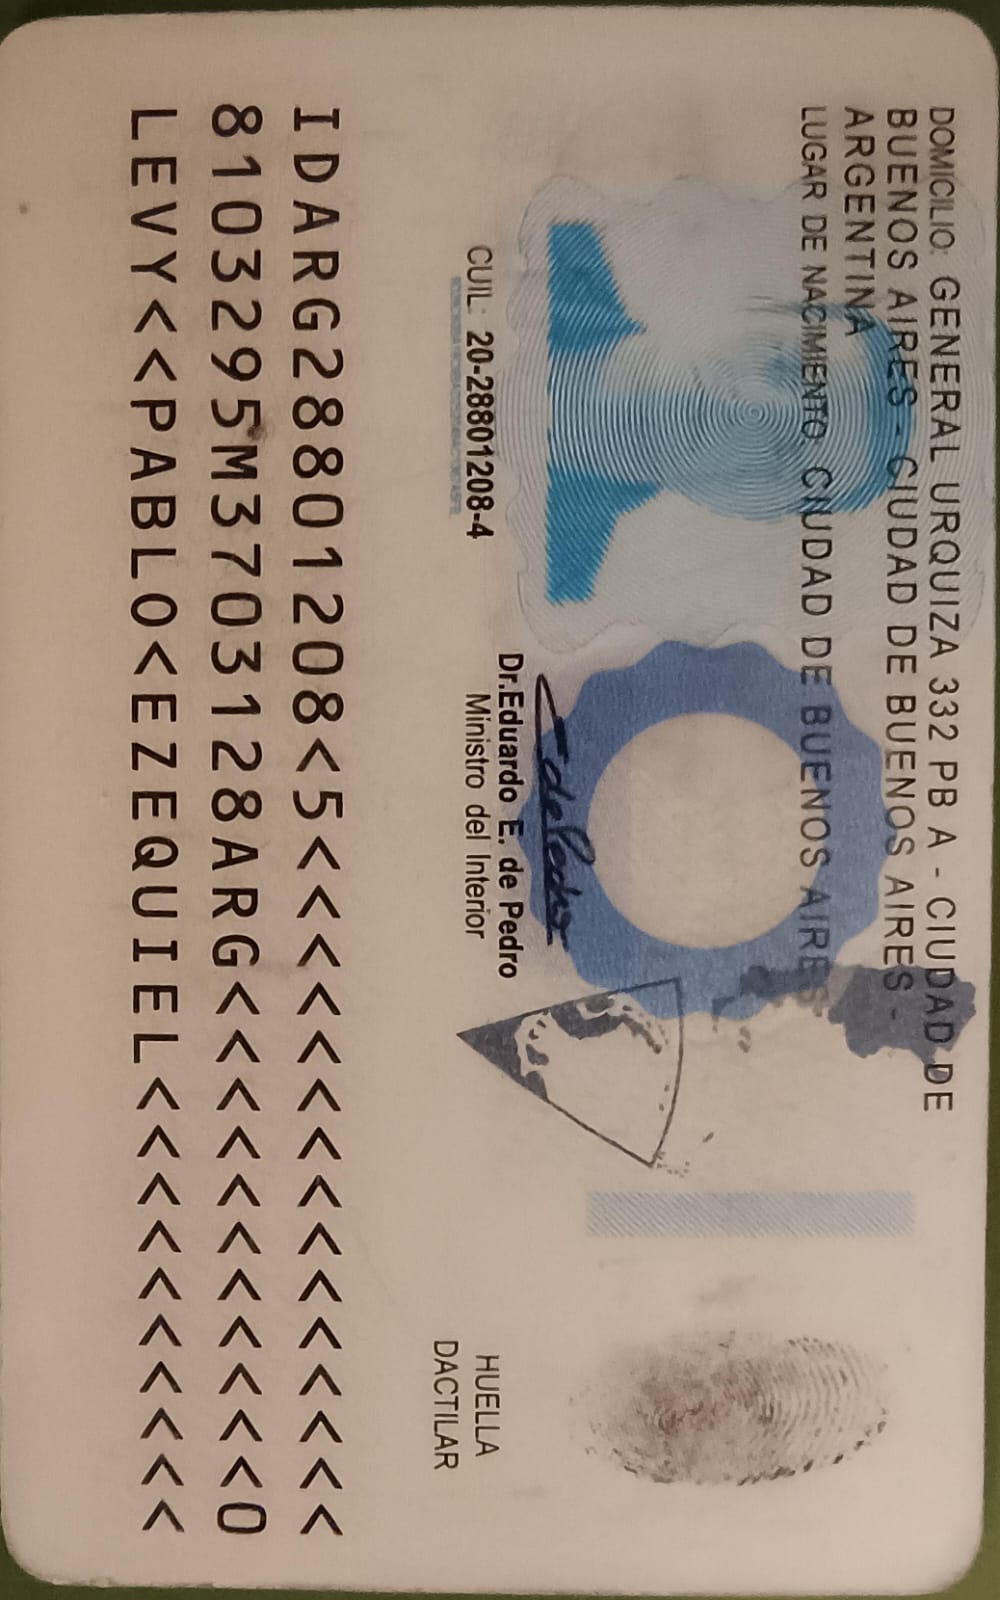 DOMICILIO: GENERAL URQUIZA 332 PB A - CIUDAD DE
BUENOS AIRES - CIUDAD DE BUENOS AIRES -
ARGENTINA
LUGAR DE NACIMIENTO: CIUDAD DE BUENOS AIRES
CUIL: 20-28801208-4
Dr.Eduardo E. de Pedro
Ministro del Interior
HUELLA
DACTILAR
IDARG28801208<5<<<<<<<<<<<<<<<
8103295M3703128ARG<<<<<<<<<<<0
LEVY<<PABLO<EZEQUIEL<<<<<<<<<<